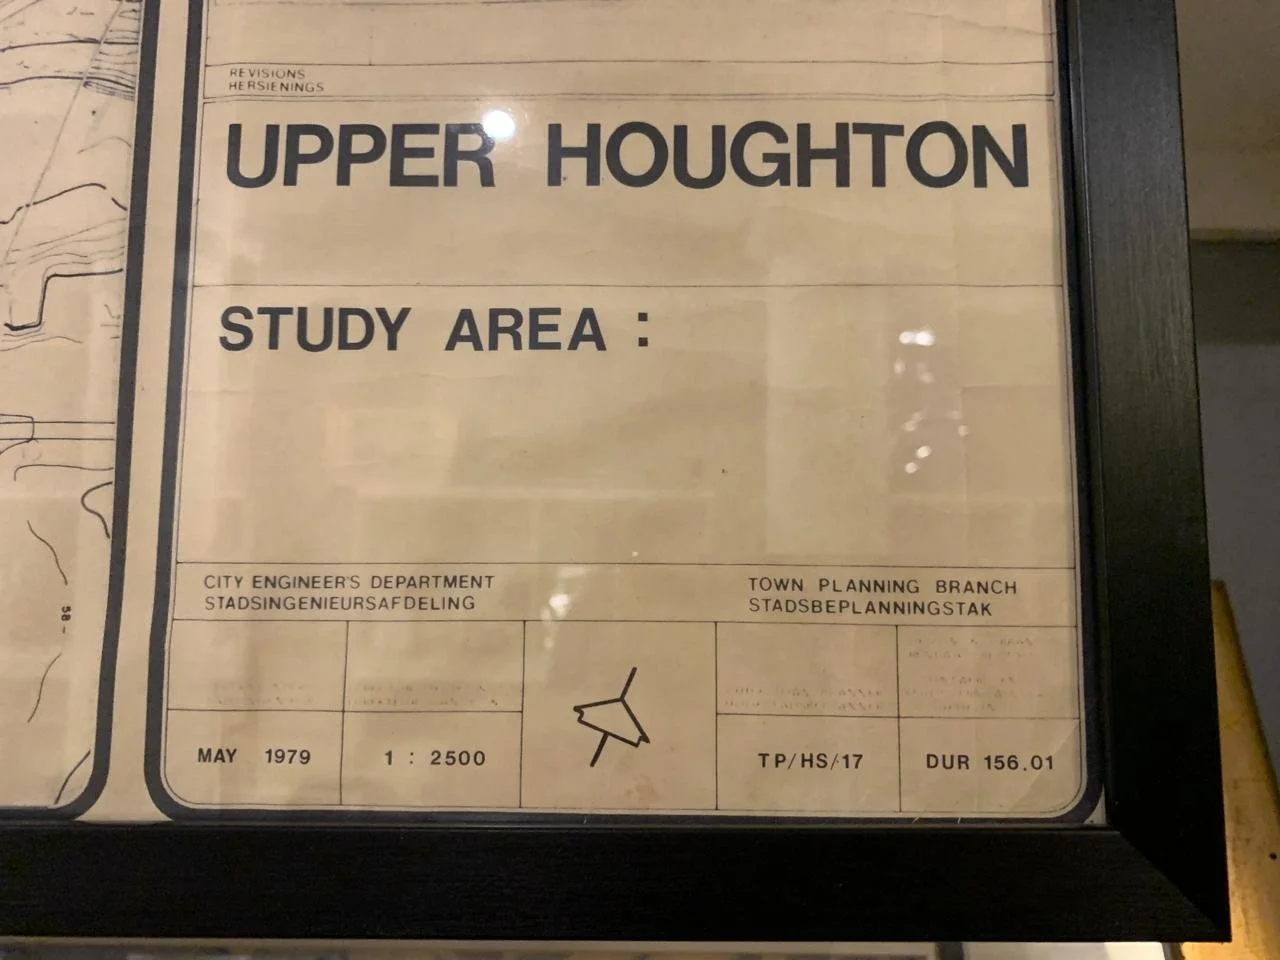 REVISIONS
HERSIENINGS
UPPER HOUGHTON
STUDY AREA :
CITY ENGINEER'S DEPARTMENT
STADSINGENIEURSAFDELING
TOWN PLANNING BRANCH
STADSBEPLANNINGSTAK
MAY 1979
1 : 2500
TP/HS/17
DUR 156.01
58